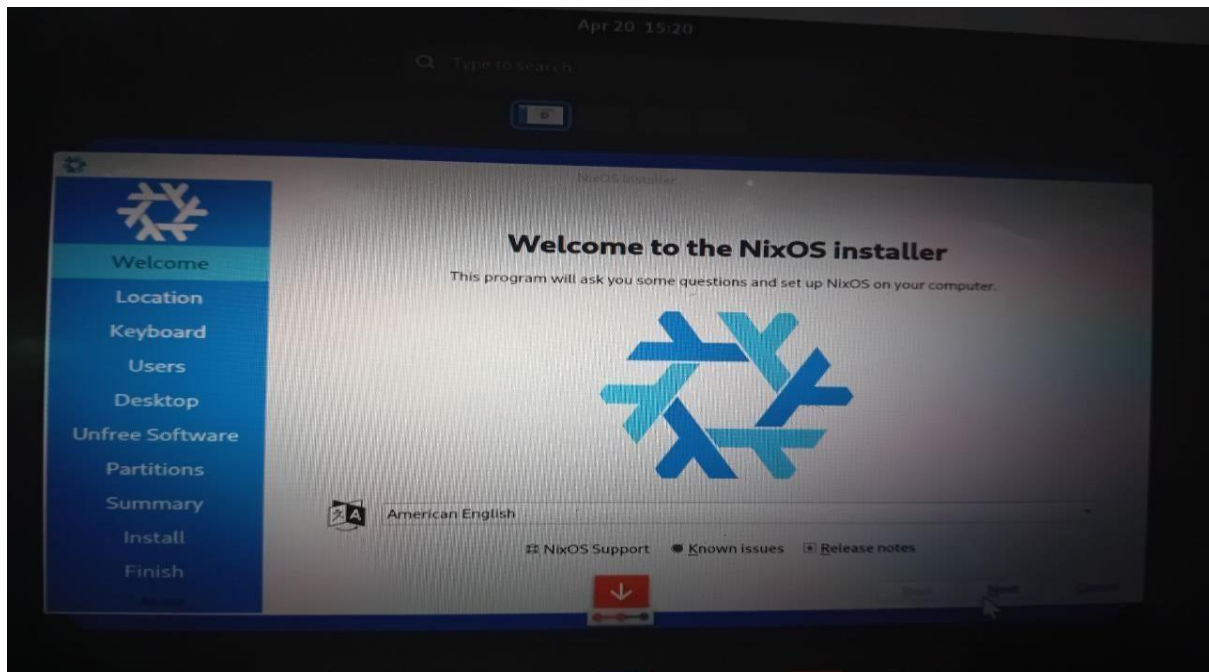 Apr 20 15:20
Type to search
NixOS Installer
Welcome
Location
Keyboard
Users
Desktop
Unfree Software
Partitions
Summary
Install
Finish
Welcome to the NixOS installer
This program will ask you some questions and set up NixOS on your computer.
American English
NixOS Support Known issues Release notes
Next